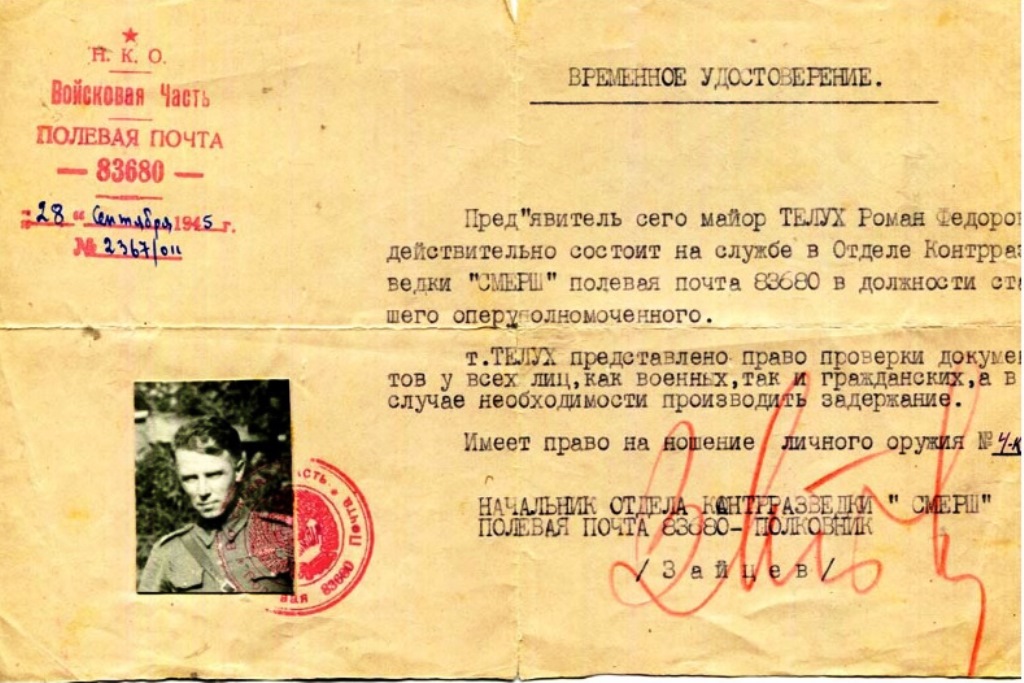 Н. К. О.
Войсковая Часть
ПОЛЕВАЯ ПОЧТА
— 83680 —
"28" Сентября 1945 г.
№ 2367/011
ВРЕМЕННОЕ УДОСТОВЕРЕНИЕ.
Пред"явитель сего майор ТЕЛУХ Роман Федоров
действительно состоит на службе в Отделе Контрраз
ведки "СМЕРШ" полевая почта 83680 в должности ста
шего оперуполномоченного.
т.ТЕЛУХ представлено право проверки докумен
тов у всех лиц,как военных,так и гражданских,а в
случае необходимости производить задержание.
Имеет право на ношение личного оружия № Ч-к
НАЧАЛЬНИК ОТДЕЛА КОНТРРАЗВЕДКИ " СМЕРШ"
ПОЛЕВАЯ ПОЧТА 83680- ПОЛКОВНИК
/ З а й ц е в /
Почта
83680